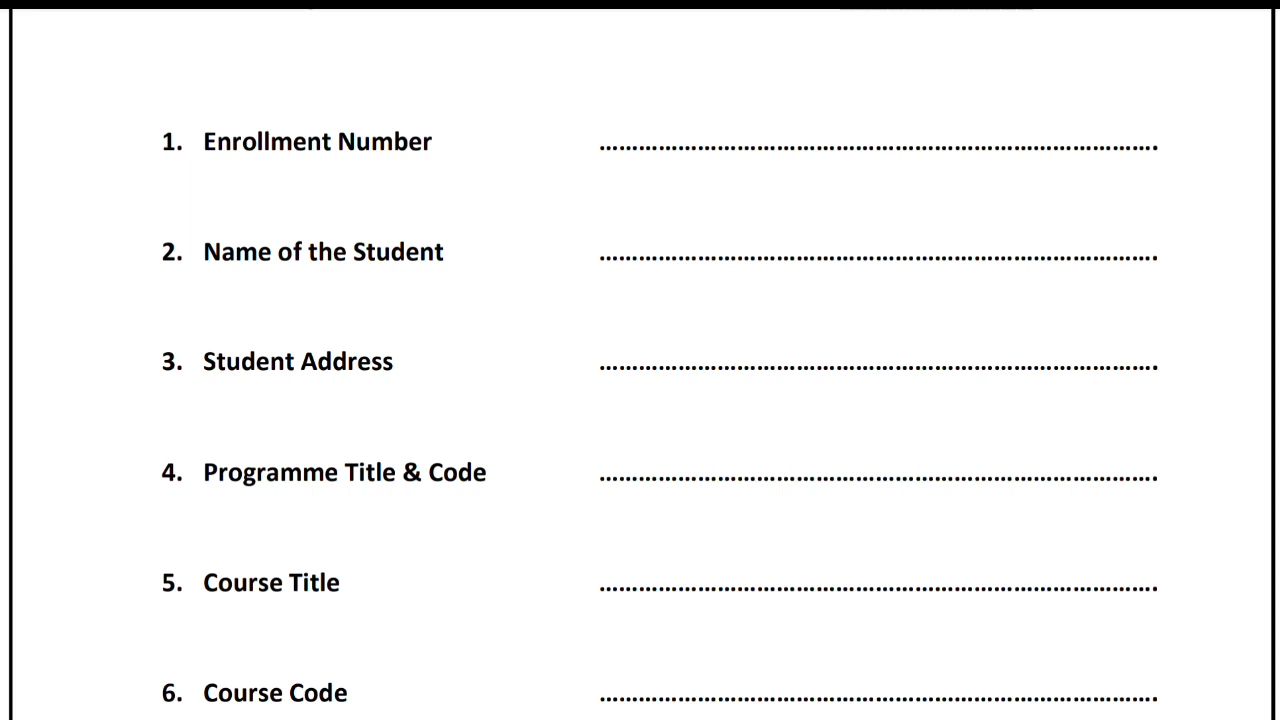 1. Enrollment Number ……………………………………………………………………………….
2. Name of the Student ……………………………………………………………………………….
3. Student Address ……………………………………………………………………………….
4. Programme Title & Code ……………………………………………………………………………….
5. Course Title ……………………………………………………………………………….
6. Course Code ……………………………………………………………………………….